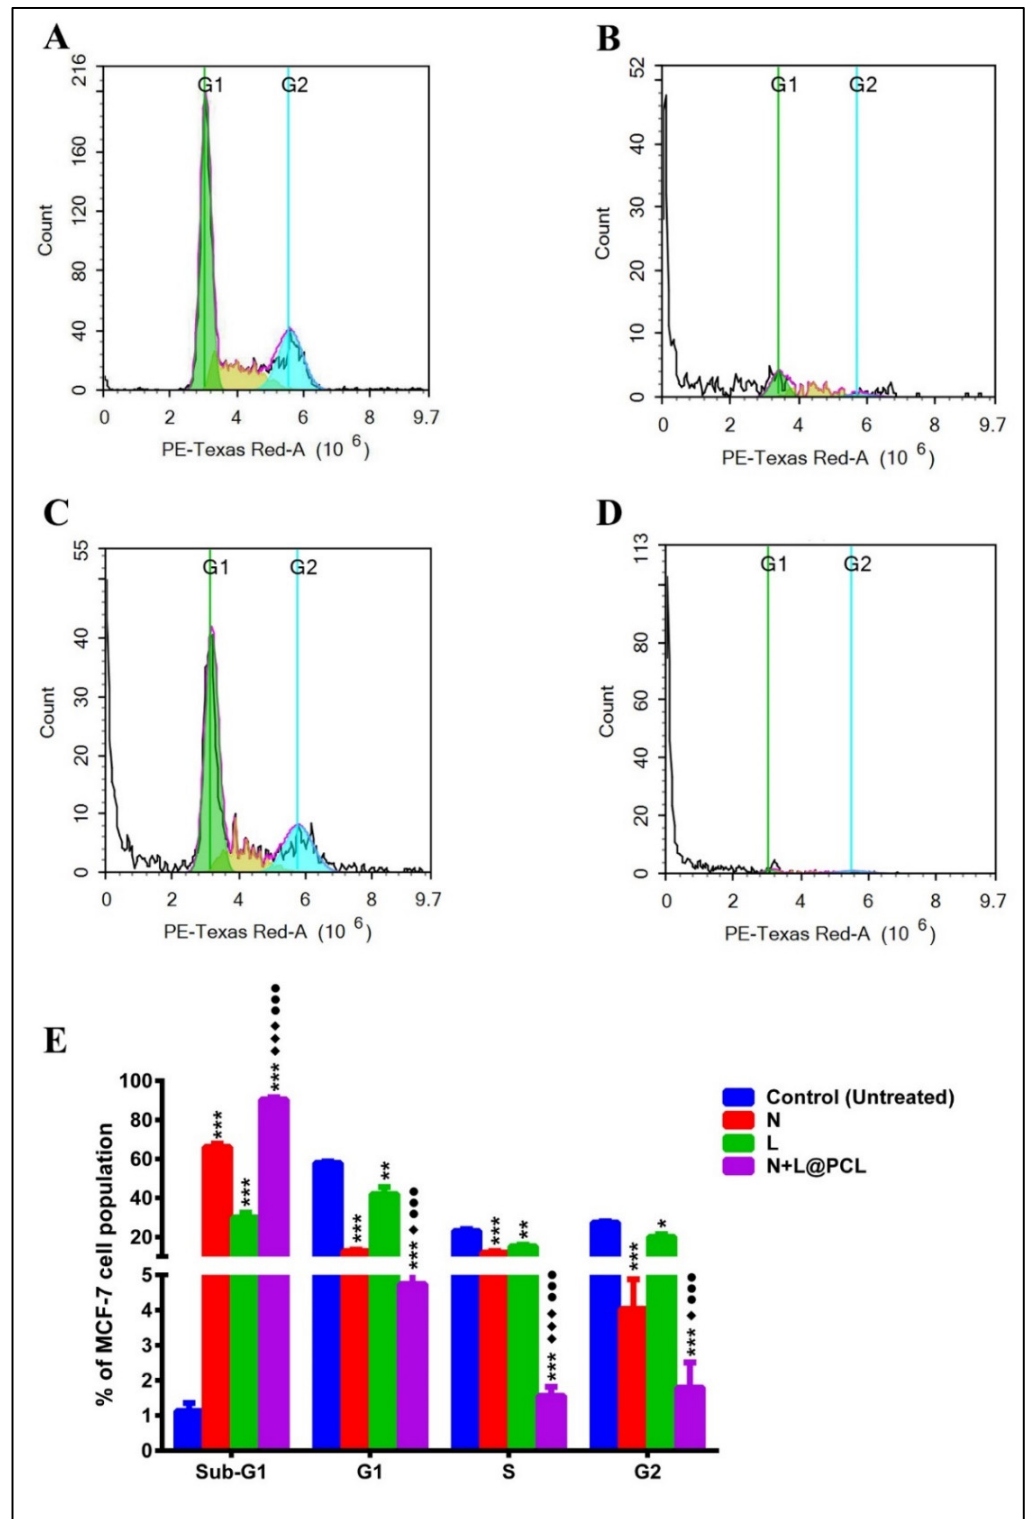 A
216
160
120
80
40
0
Count
G1
G2
0 2 4 6 8 9.7
PE-Texas Red-A (10 6)
B
52
40
30
20
10
0
Count
G1
G2
0 2 4 6 8 9.7
PE-Texas Red-A (10 6)
C
55
40
30
20
10
0
Count
G1
G2
0 2 4 6 8 9.7
PE-Texas Red-A (10 6)
D
113
80
60
40
20
0
Count
G1
G2
0 2 4 6 8 9.7
PE-Texas Red-A (10 6)
E
% of MCF-7 cell population
100
80
60
40
20
5
4
3
2
1
0
***
***
***◆◆◆●●●
***
**
***◆●●●
***
**
***◆◆◆●●●
***
*
***◆●●●
Sub-G1 G1 S G2
Control (Untreated)
N
L
N+L@PCL